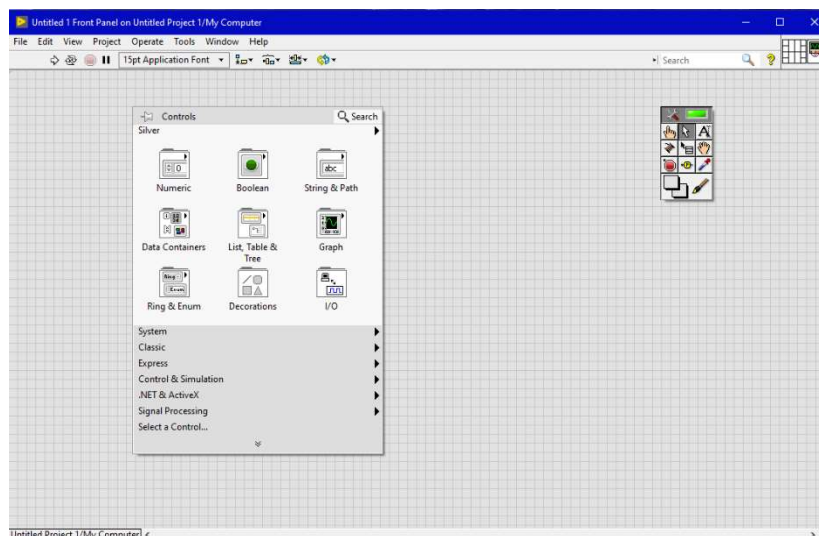 Untitled 1 Front Panel on Untitled Project 1/My Computer
File Edit View Project Operate Tools Window Help
15pt Application Font Search
Controls Search
Silver
Numeric Boolean String & Path
Data Containers List, Table & Tree Graph
Ring & Enum Decorations I/O
System
Classic
Express
Control & Simulation
.NET & ActiveX
Signal Processing
Select a Control...
Untitled Project 1/My Computer